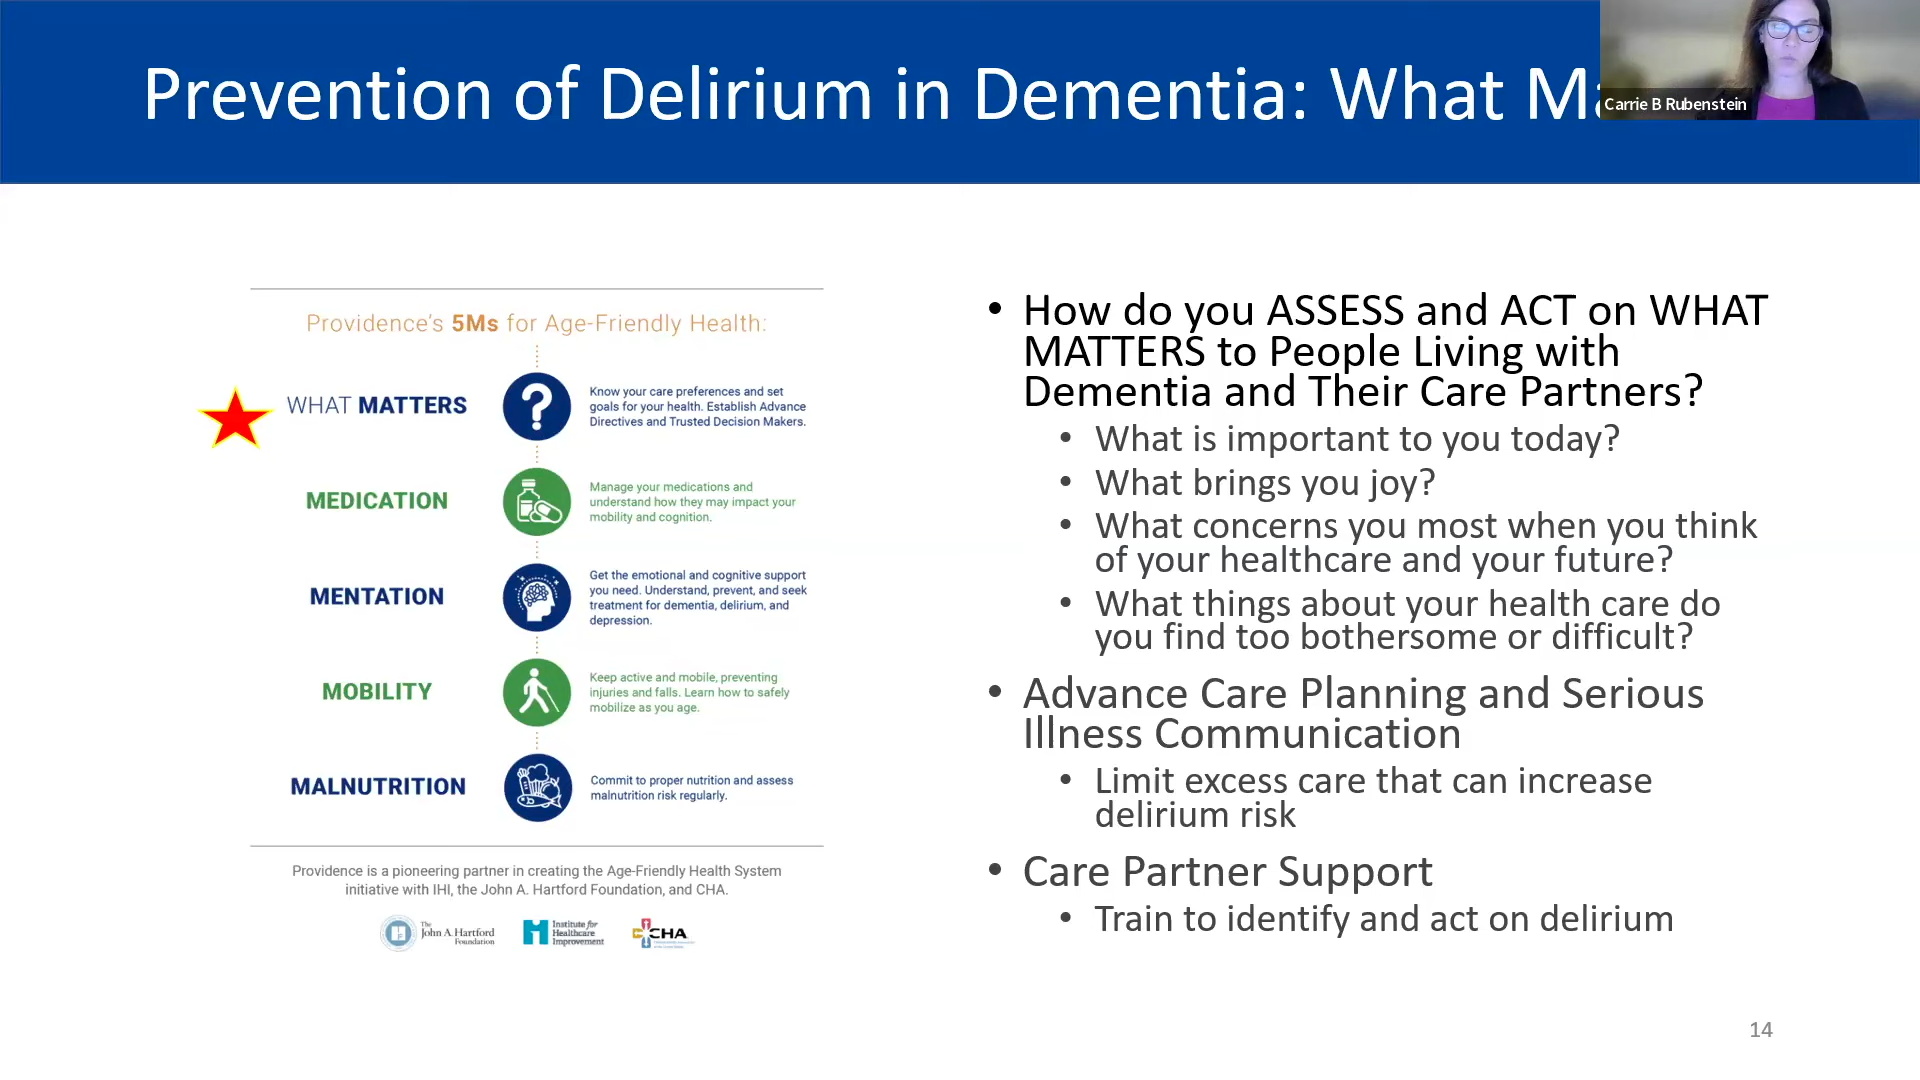 Prevention of Delirium in Dementia: What Ma
Carrie B Rubenstein
Providence's 5Ms for Age-Friendly Health:
WHAT MATTERS
Know your care preferences and set
goals for your health. Establish Advance
Directives and Trusted Decision Makers.
MEDICATION
Manage your medications and
understand how they may impact your
mobility and cognition.
MENTATION
Get the emotional and cognitive support
you need. Understand, prevent, and seek
treatment for dementia, delirium, and
depression.
MOBILITY
Keep active and mobile, preventing
injuries and falls. Learn how to safely
mobilize as you age.
MALNUTRITION
Commit to proper nutrition and assess
malnutrition risk regularly.
Providence is a pioneering partner in creating the Age-Friendly Health System
initiative with IHI, the John A. Hartford Foundation, and CHA.
The
John A. Hartford
Foundation
Institute for
Healthcare
Improvement
CHA
• How do you ASSESS and ACT on WHAT
MATTERS to People Living with
Dementia and Their Care Partners?
• What is important to you today?
• What brings you joy?
• What concerns you most when you think
of your healthcare and your future?
• What things about your health care do
you find too bothersome or difficult?
• Advance Care Planning and Serious
Illness Communication
• Limit excess care that can increase
delirium risk
• Care Partner Support
• Train to identify and act on delirium
14